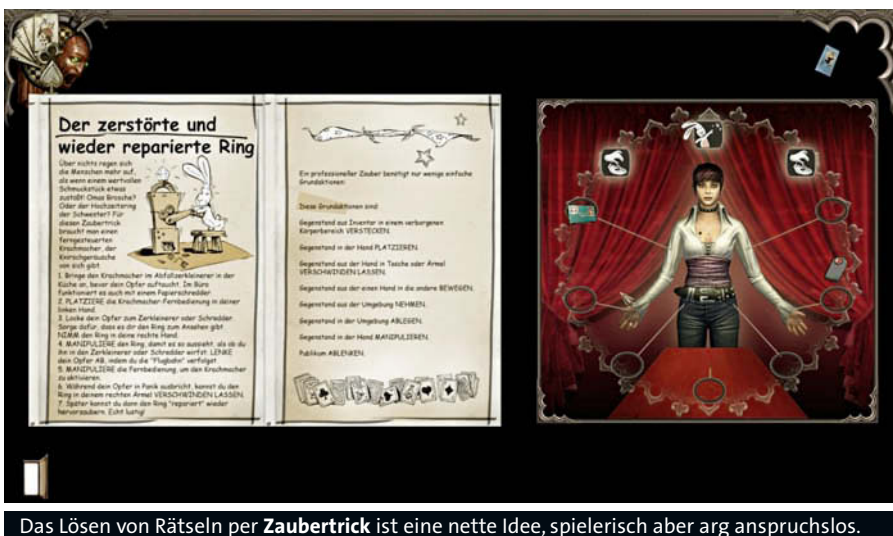 Der zerstörte und
wieder reparierte Ring
Über nichts regen sich
die Menschen mehr auf,
als wenn einem wertvollen
Schmuckstück etwas
zustößt! Omas Brosche?
Oder der Hochzeitsring
der Schwester? Für
diesen Zaubertrick
braucht man einen
ferngesteuerten
Krachmacher, der
Knirschgeräusche
von sich gibt.
1. Bringe den Krachmacher im Abfallzerkleinerer in der
Küche an, bevor dein Opfer auftaucht. Im Büro
funktioniert es auch mit einem Papierschredder.
2. PLATZIERE die Krachmacher-Fernbedienung in deiner
linken Hand.
3. Locke dein Opfer zum Zerkleinerer oder Schredder.
Sorge dafür, dass es dir den Ring zum Ansehen gibt.
NIMM den Ring in deine rechte Hand.
4. MANIPULIERE den Ring, damit es so aussieht, als ob du
ihn in den Zerkleinerer oder Schredder wirfst. LENKE
dein Opfer AB, indem du die "Flugbahn" verfolgst.
5. MANIPULIERE die Fernbedienung, um den Krachmacher
zu aktivieren.
6. Während dein Opfer in Panik ausbricht, kannst du den
Ring in deinem rechten Ärmel VERSCHWINDEN LASSEN.
7. Später kannst du dann den Ring "repariert" wieder
hervorzaubern. Echt lustig!
Ein professioneller Zauber benötigt nur wenige einfache
Grundaktionen:
Diese Grundaktionen sind:
Gegenstand aus Inventar in einem verborgenen
Körperbereich VERSTECKEN.
Gegenstand in der Hand PLATZIEREN.
Gegenstand aus der Hand in Tasche oder Ärmel
VERSCHWINDEN LASSEN.
Gegenstand aus der einen Hand in die andere BEWEGEN.
Gegenstand aus der Umgebung NEHMEN.
Gegenstand in der Umgebung ABLEGEN.
Gegenstand in der Hand MANIPULIEREN.
Publikum ABLENKEN.
Das Lösen von Rätseln per Zaubertrick ist eine nette Idee, spielerisch aber arg anspruchslos.